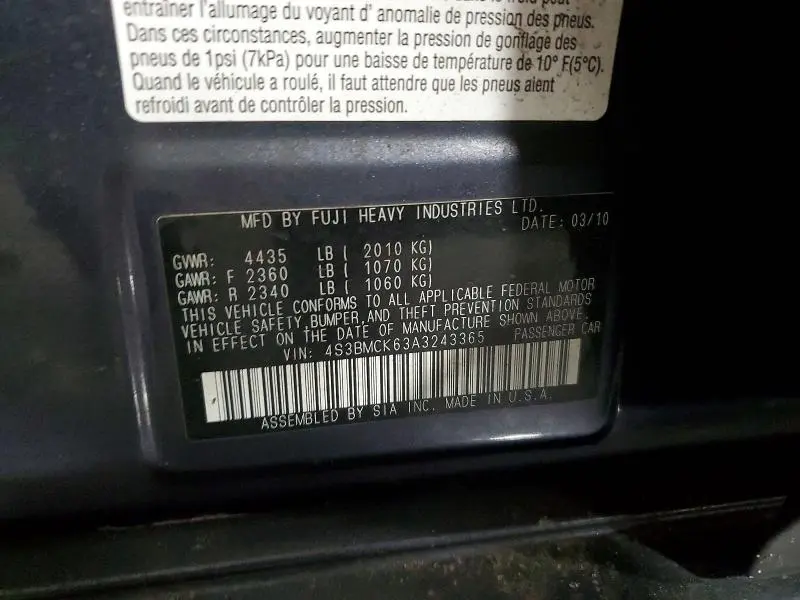 entraîner l'allumage du voyant d' anomalie de pression des pneus.
Dans ces circonstances, augmenter la pression de gonflage des
pneus de 1psi (7kPa) pour une baisse de température de 10° F(5°C).
Quand le véhicule a roulé, il faut attendre que les pneus aient
refroidi avant de contrôler la pression.
MFD BY FUJI HEAVY INDUSTRIES LTD.
DATE: 03/10
GVWR: 4435 LB ( 2010 KG)
GAWR: F 2360 LB ( 1070 KG)
GAWR: R 2340 LB ( 1060 KG)
THIS VEHICLE CONFORMS TO ALL APPLICABLE FEDERAL MOTOR
VEHICLE SAFETY,BUMPER,AND THEFT PREVENTION STANDARDS
IN EFFECT ON THE DATE OF MANUFACTURE SHOWN ABOVE.
VIN: 4S3BMCK63A3243365 PASSENGER CAR
ASSEMBLED BY SIA INC. MADE IN U.S.A.